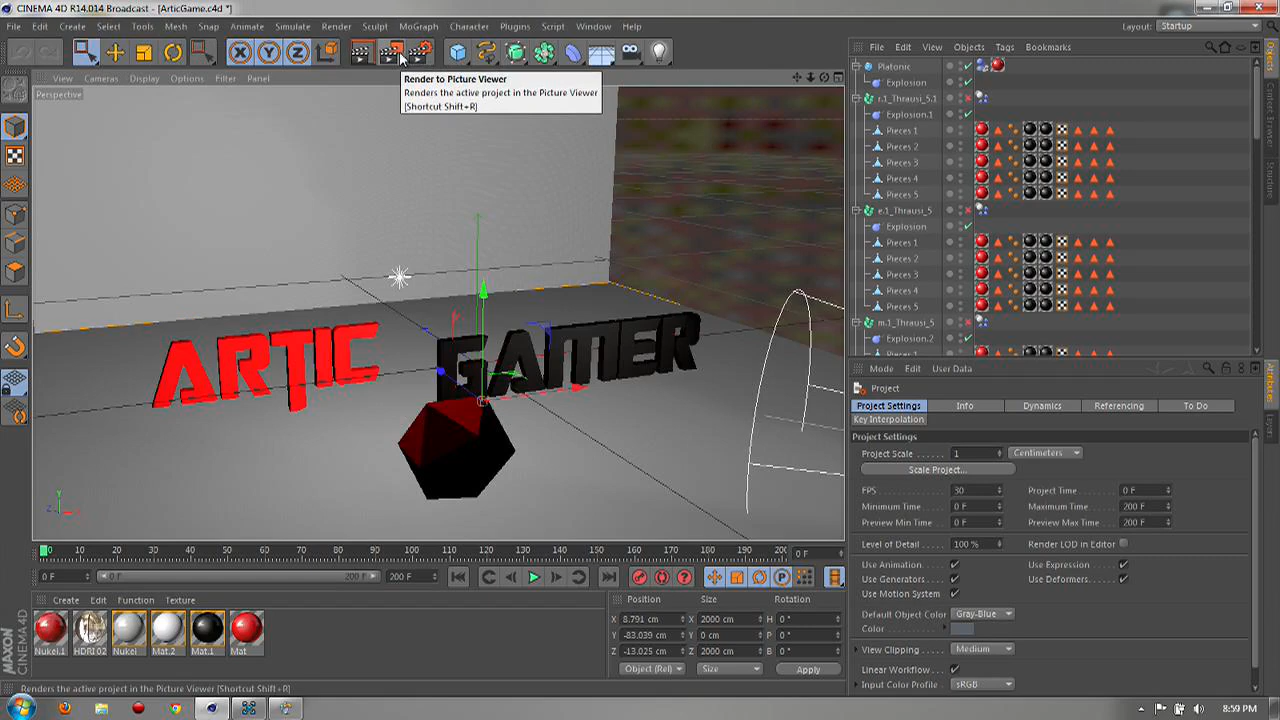 CINEMA 4D R14.014 Broadcast - [ArticGame.c4d *]
File Edit Create Select Tools Mesh Snap Animate Simulate Render Sculpt MoGraph Character Plugins Script Window Help
Layout: Startup
File Edit View Objects Tags Bookmarks
View Cameras Display Options Filter Panel
Perspective
Render to Picture Viewer
Renders the active project in the Picture Viewer
[Shortcut Shift+R]
Platonic
Explosion
r.1_Thrausi_5.1
Explosion.1
Pieces 1
Pieces 2
Pieces 3
Pieces 4
Pieces 5
e.1_Thrausi_5
Explosion
Pieces 1
Pieces 2
Pieces 3
Pieces 4
Pieces 5
m.1_Thrausi_5
Explosion.2
Objects
Content Browser
Structure
ARTIC GAMER
Mode Edit User Data
Project
Project Settings Info Dynamics Referencing To Do
Key Interpolation
Project Settings
Project Scale 1 Centimeters
Scale Project...
FPS 30 Project Time 0 F
Minimum Time 0 F Maximum Time 200 F
Preview Min Time 0 F Preview Max Time 200 F
Level of Detail 100 % Render LOD in Editor
Use Animation Use Expression
Use Generators Use Deformers
Use Motion System
Default Object Color Gray-Blue
Color
View Clipping Medium
Linear Workflow
Input Color Profile sRGB
Attributes
Layers
0 10 20 30 40 50 60 70 80 90 100 110 120 130 140 150 160 170 180 190 200 0 F
0 F 0 F 200 F 200 F
Create Edit Function Texture
Nukei.1 HDRI 02 Nukei Mat.2 Mat.1 Mat
Position Size Rotation
X 8.791 cm X 2000 cm H 0 °
Y -83.039 cm Y 0 cm P 0 °
Z -13.025 cm Z 2000 cm B 0 °
Object (Rel) Size Apply
MAXON CINEMA 4D
Renders the active project in the Picture Viewer [Shortcut Shift+R]
8:59 PM